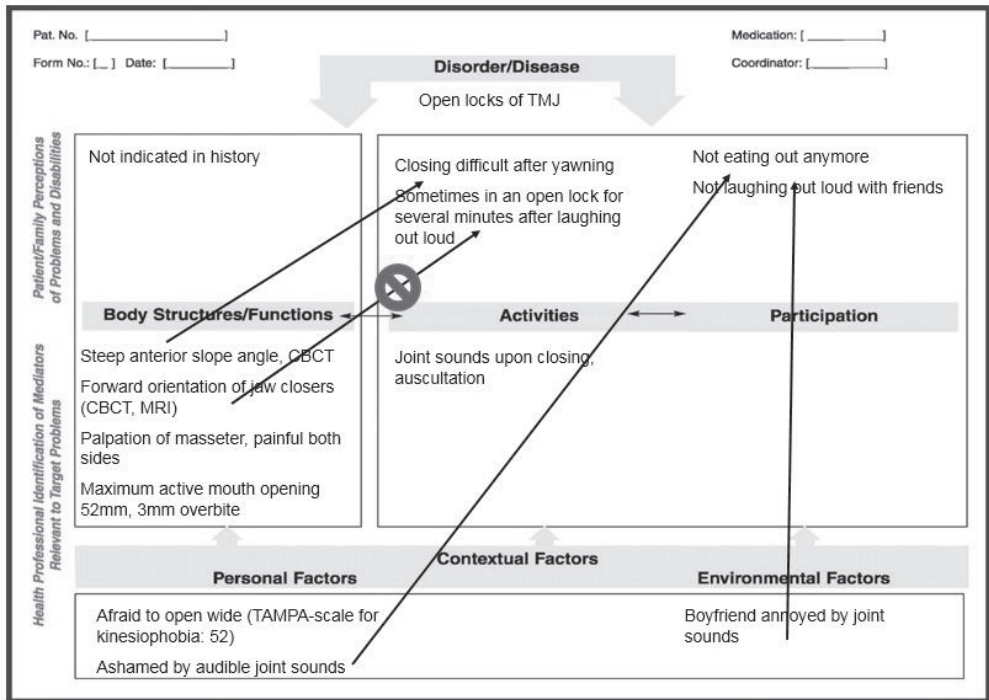 Pat. No. [____________________]
Medication: [ ___________]
Form No.: [__ ] Date: [__________]
Coordinator: [___________]
Disorder/Disease
Open locks of TMJ
Patient/Family Perceptions
of Problems and Disabilities
Not indicated in history
Closing difficult after yawning
Sometimes in an open lock for
several minutes after laughing
out loud
Not eating out anymore
Not laughing out loud with friends
Body Structures/Functions
Activities
Participation
Health Professional Identification of Mediators
Relevant to Target Problems
Steep anterior slope angle, CBCT
Forward orientation of jaw closers
(CBCT, MRI)
Palpation of masseter, painful both
sides
Maximum active mouth opening
52mm, 3mm overbite
Joint sounds upon closing,
auscultation
Contextual Factors
Personal Factors
Environmental Factors
Afraid to open wide (TAMPA-scale for
kinesiophobia: 52)
Ashamed by audible joint sounds
Boyfriend annoyed by joint
sounds